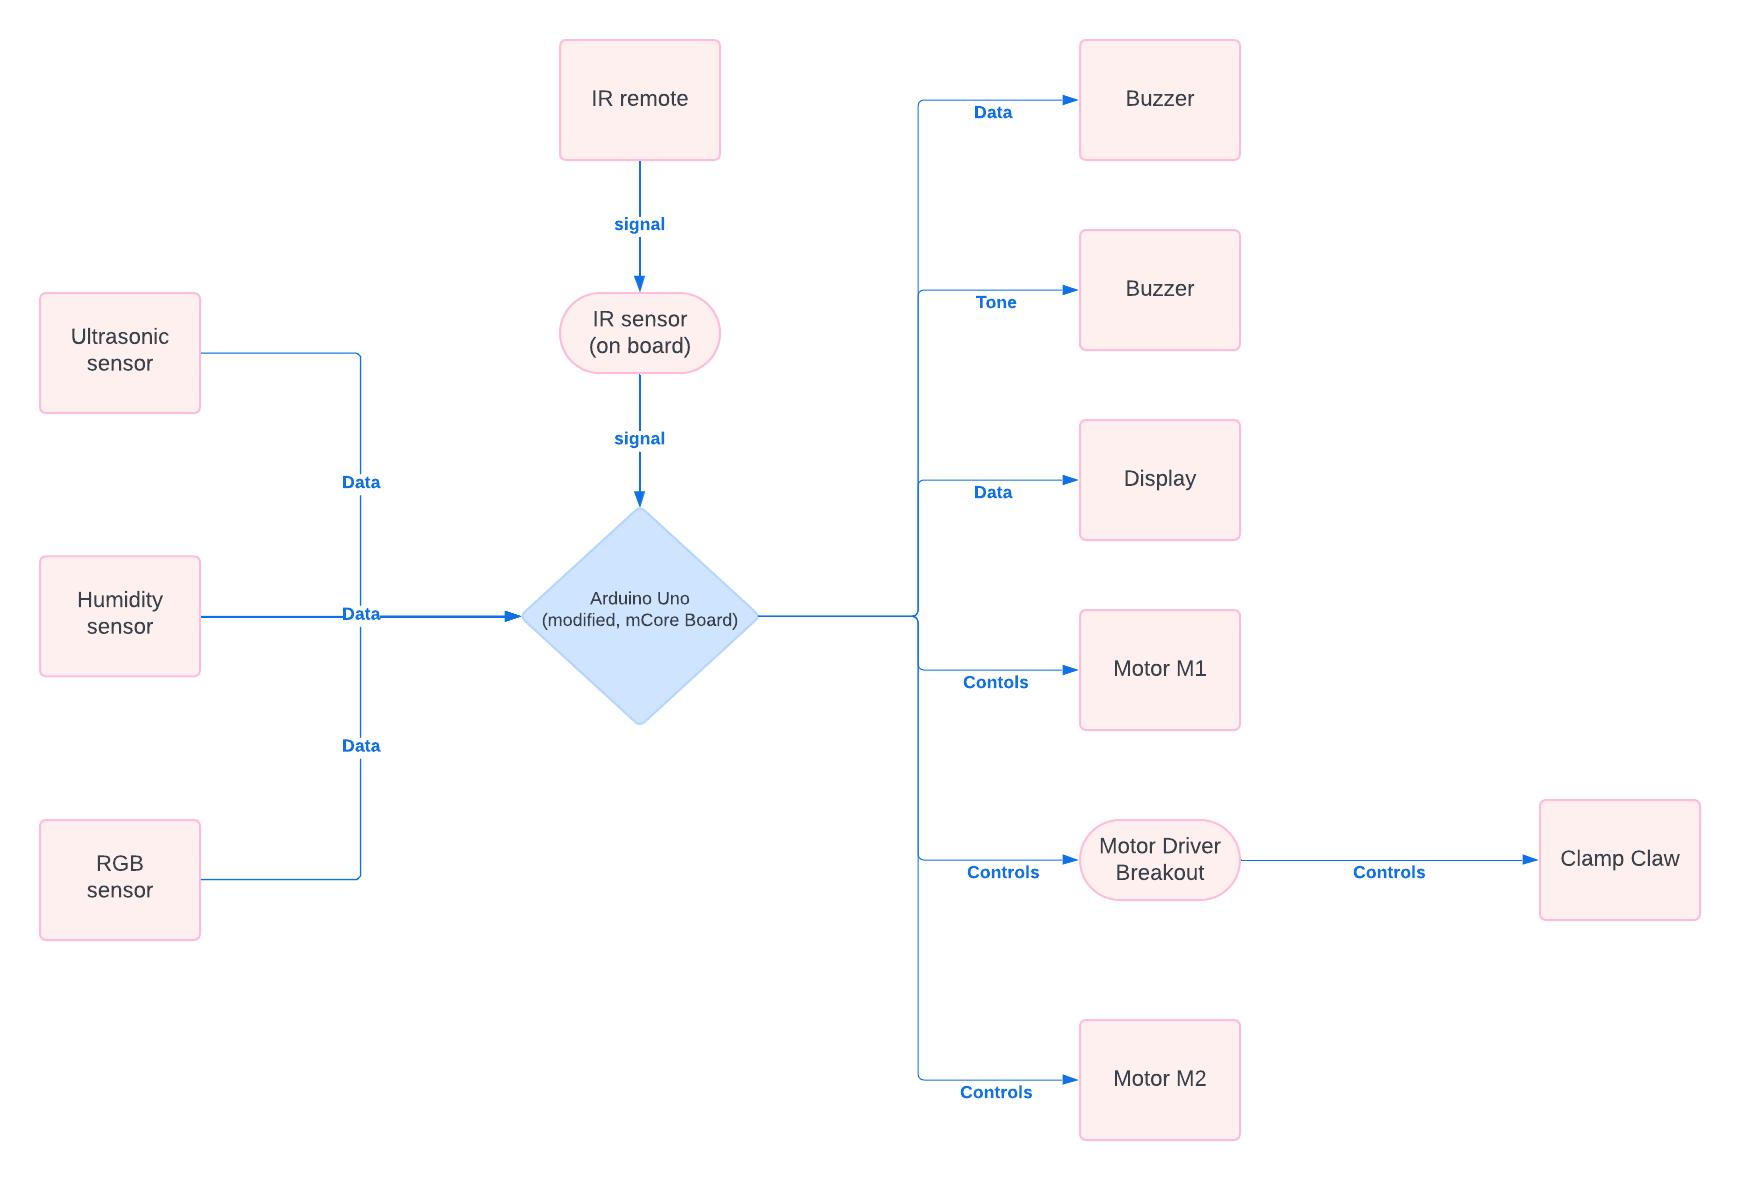 IR remote
Buzzer
Data
signal
Buzzer
Tone
Ultrasonic
sensor
IR sensor
(on board)
signal
Data
Display
Data
Humidity
sensor
Data
Arduino Uno
(modified, mCore Board)
Motor M1
Contols
Data
RGB
sensor
Motor Driver
Breakout
Controls
Controls
Clamp Claw
Motor M2
Controls